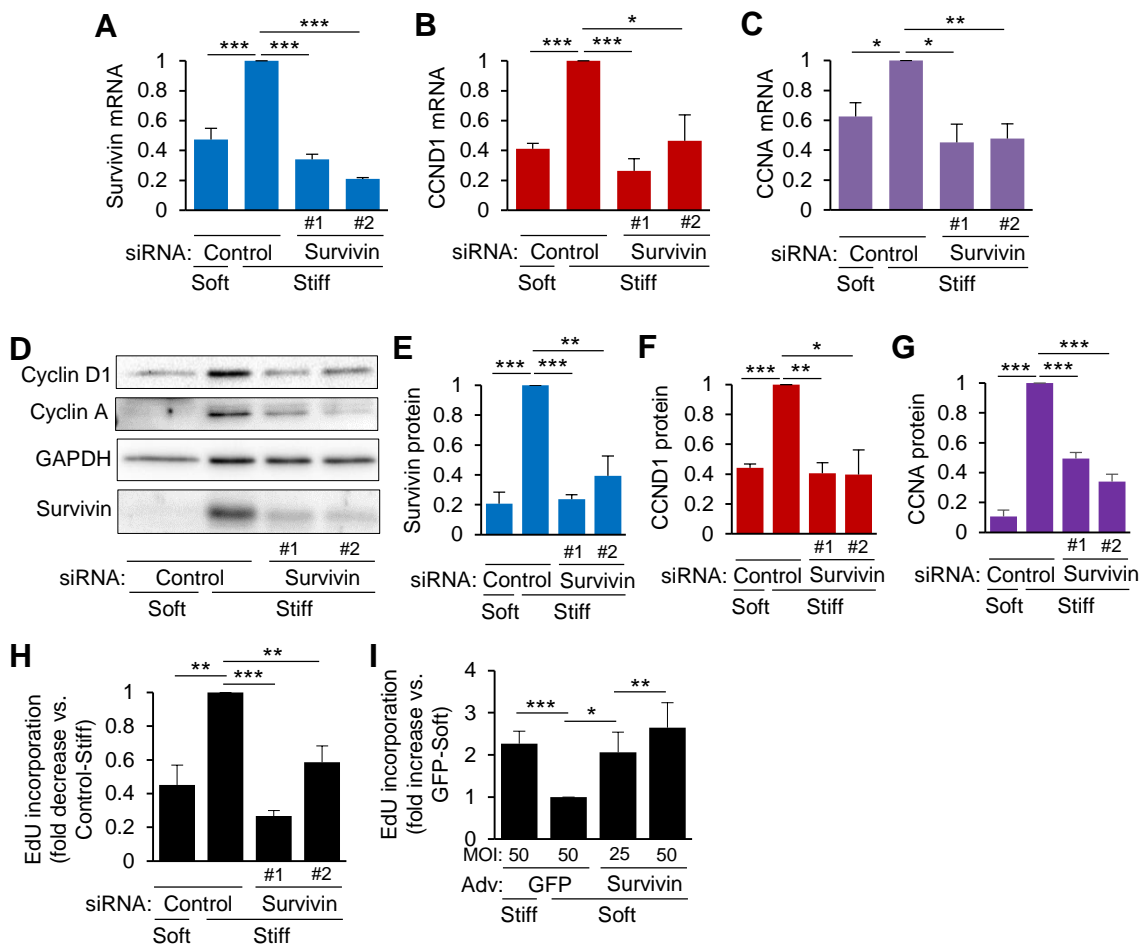 A
***
***
***
Survivin mRNA
1
0.8
0.6
0.4
0.2
0
#1 #2
siRNA: Control Survivin
Soft Stiff
B
*
***
***
CCND1 mRNA
1
0.8
0.6
0.4
0.2
0
#1 #2
siRNA: Control Survivin
Soft Stiff
C
**
*
*
CCNA mRNA
1
0.8
0.6
0.4
0.2
0
#1 #2
siRNA: Control Survivin
Soft Stiff
D
Cyclin D1
Cyclin A
GAPDH
Survivin
#1 #2
siRNA: Control Survivin
Soft Stiff
E
**
***
***
Survivin protein
1
0.8
0.6
0.4
0.2
0
#1 #2
siRNA: Control Survivin
Soft Stiff
F
*
***
**
CCND1 protein
1
0.8
0.6
0.4
0.2
0
#1 #2
siRNA: Control Survivin
Soft Stiff
G
***
***
***
CCNA protein
1
0.8
0.6
0.4
0.2
0
#1 #2
siRNA: Control Survivin
Soft Stiff
H
**
**
***
EdU incorporation
(fold decrease vs.
Control-Stiff)
1
0.8
0.6
0.4
0.2
0
#1 #2
siRNA: Control Survivin
Soft Stiff
I
**
***
*
EdU incorporation
(fold increase vs.
GFP-Soft)
4
3
2
1
0
MOI: 50 50 25 50
Adv: GFP Survivin
Stiff Soft